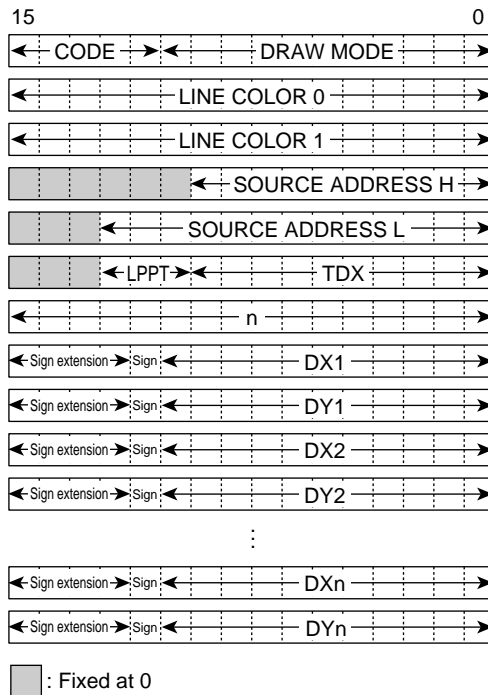 15 0
CODE DRAW MODE
LINE COLOR 0
LINE COLOR 1
SOURCE ADDRESS H
SOURCE ADDRESS L
LPPT TDX
n
Sign extension Sign DX1
Sign extension Sign DY1
Sign extension Sign DX2
Sign extension Sign DY2
⋮
Sign extension Sign DXn
Sign extension Sign DYn
: Fixed at 0